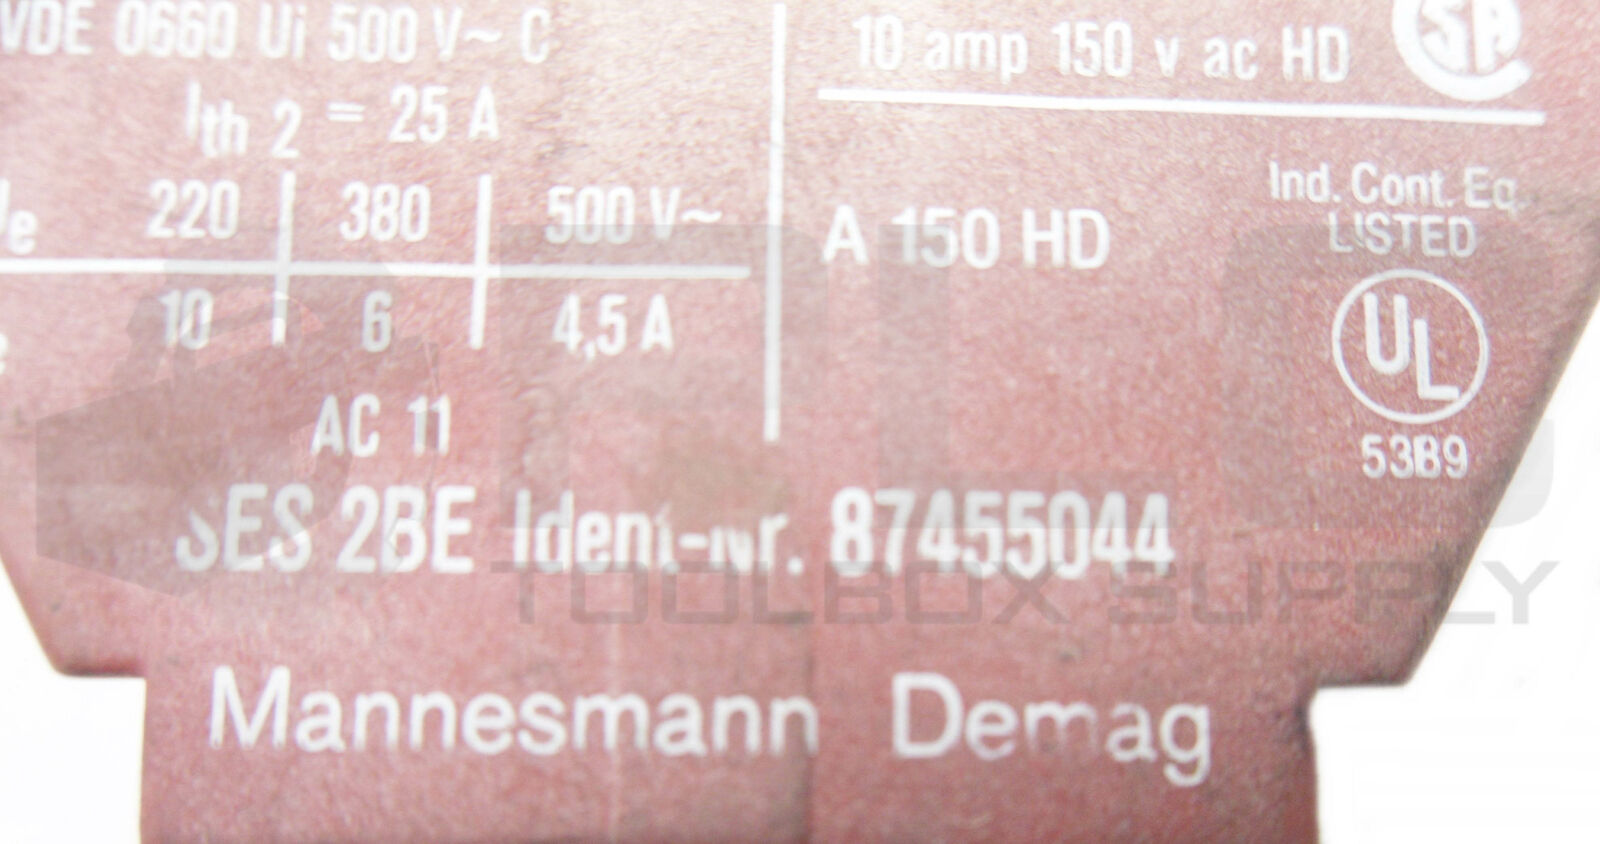 VDE 0660 Ui 500 V~ C
Ith 2 = 25 A
Ue 220 380 500 V~
10 6 4,5 A
AC 11
10 amp 150 v ac HD
SA
A 150 HD
Ind. Cont. Eq.
LISTED
UL
53B9
SES 2BE Ident-Nr. 87455044
TOOLBOX SUPPLY
Mannesmann Demag